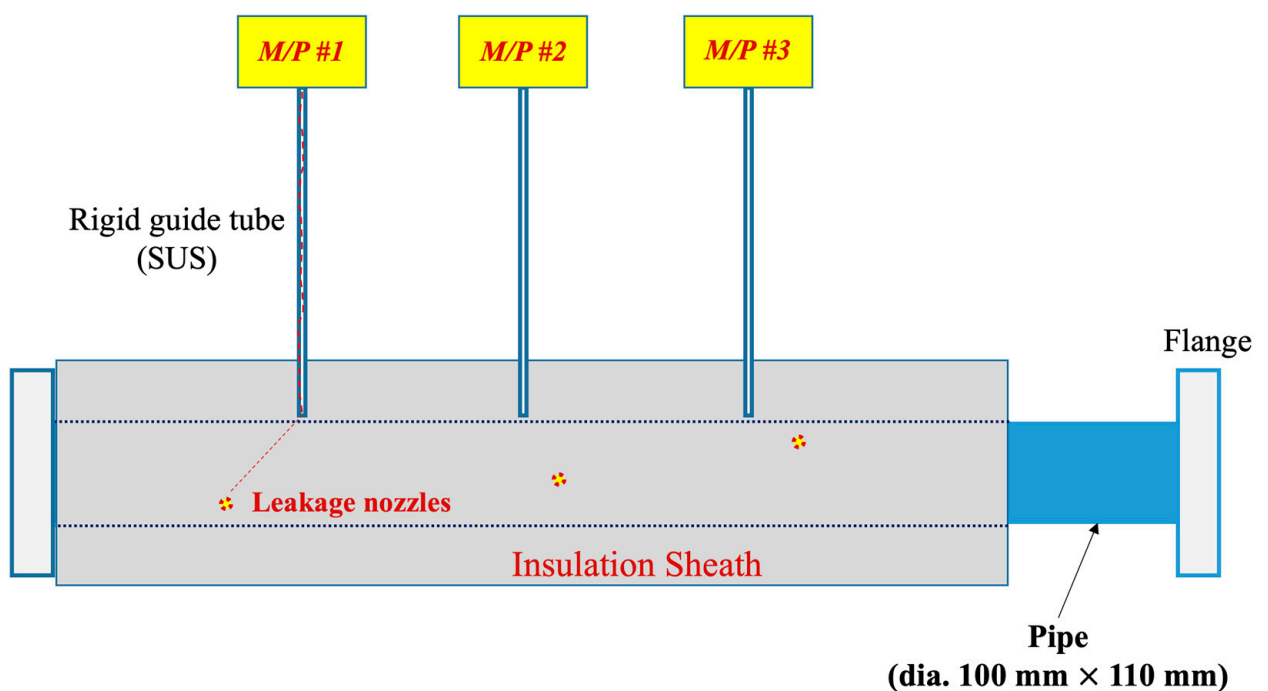 M/P #1
M/P #2
M/P #3
Rigid guide tube
(SUS)
Flange
Leakage nozzles
Insulation Sheath
Pipe
(dia. 100 mm × 110 mm)